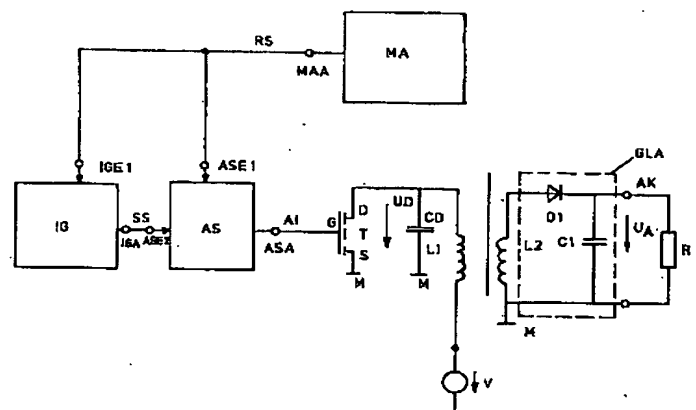 RS
MA
MAA
GLA
IGE1
ASE1
AK
IG
SS
IGA
ASE2
AS
AI
ASA
G
D
T
S
M
UD
CD
L1
M
L2
D1
C1
UA
R
M
V